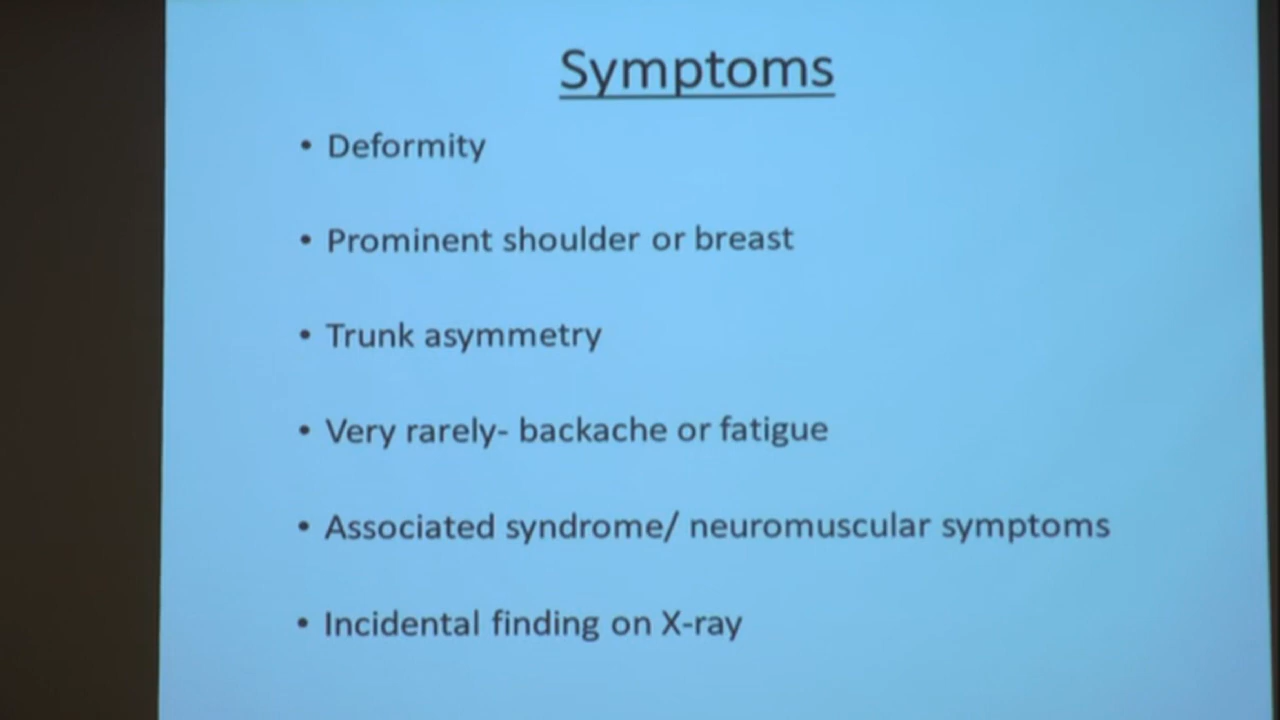 Symptoms
• Deformity
• Prominent shoulder or breast
• Trunk asymmetry
• Very rarely- backache or fatigue
• Associated syndrome/ neuromuscular symptoms
• Incidental finding on X-ray